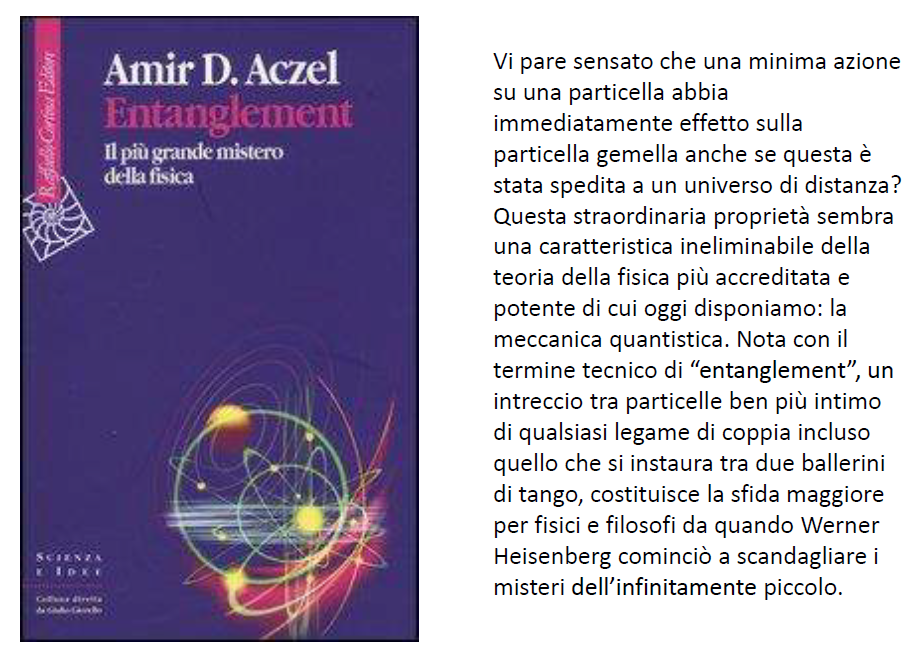 Raffaello Cortina Editore
Amir D. Aczel
Entanglement
Il più grande mistero
della fisica
SCIENZA
E IDEE
Collana diretta
da Giulio Giorello
Vi pare sensato che una minima azione
su una particella abbia
immediatamente effetto sulla
particella gemella anche se questa è
stata spedita a un universo di distanza?
Questa straordinaria proprietà sembra
una caratteristica ineliminabile della
teoria della fisica più accreditata e
potente di cui oggi disponiamo: la
meccanica quantistica. Nota con il
termine tecnico di “entanglement”, un
intreccio tra particelle ben più intimo
di qualsiasi legame di coppia incluso
quello che si instaura tra due ballerini
di tango, costituisce la sfida maggiore
per fisici e filosofi da quando Werner
Heisenberg cominciò a scandagliare i
misteri dell’infinitamente piccolo.